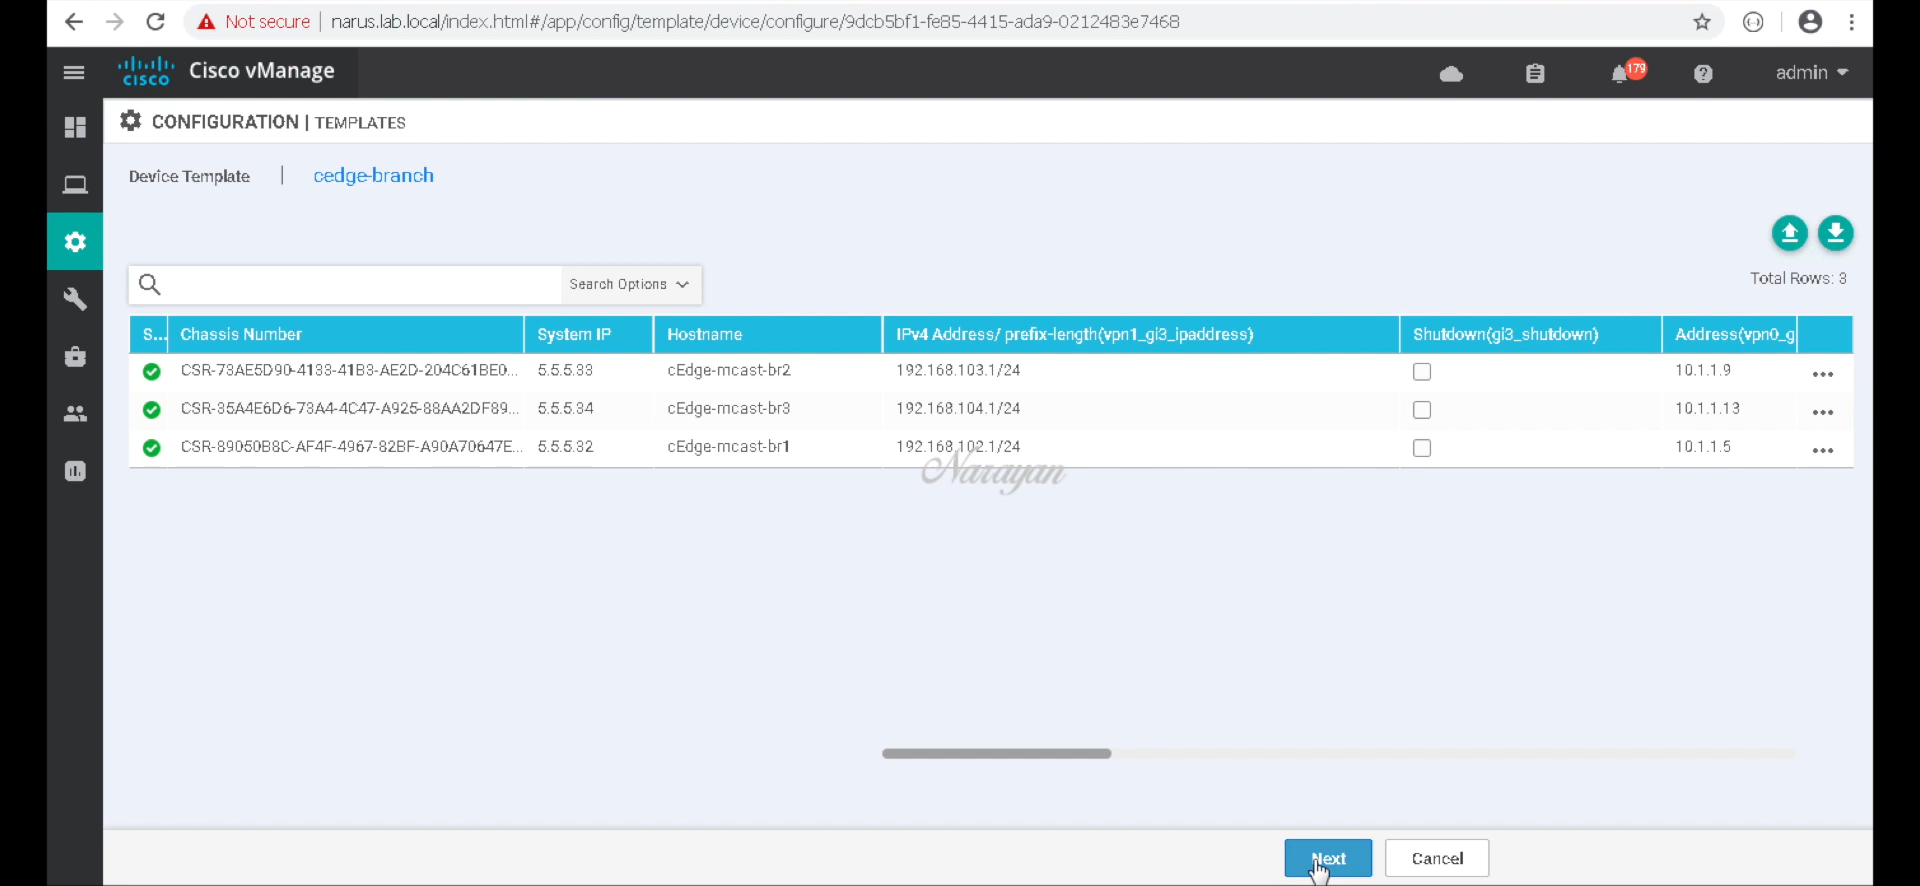 Not secure | narus.lab.local/index.html#/app/config/template/device/configure/9dcb5bf1-fe85-4415-ada9-0212483e7468
cisco Cisco vManage 179 admin
CONFIGURATION | TEMPLATES
Device Template | cedge-branch
Search Options
Total Rows: 3
S... Chassis Number System IP Hostname IPv4 Address/ prefix-length(vpn1_gi3_ipaddress) Shutdown(gi3_shutdown) Address(vpn0_g
CSR-73AE5D90-4133-41B3-AE2D-204C61BE0... 5.5.5.33 cEdge-mcast-br2 192.168.103.1/24 10.1.1.9
CSR-35A4E6D6-73A4-4C47-A925-88AA2DF89... 5.5.5.34 cEdge-mcast-br3 192.168.104.1/24 10.1.1.13
CSR-89050B8C-AF4F-4967-82BF-A90A70647E... 5.5.5.32 cEdge-mcast-br1 192.168.102.1/24 10.1.1.5
Narayan
Next Cancel